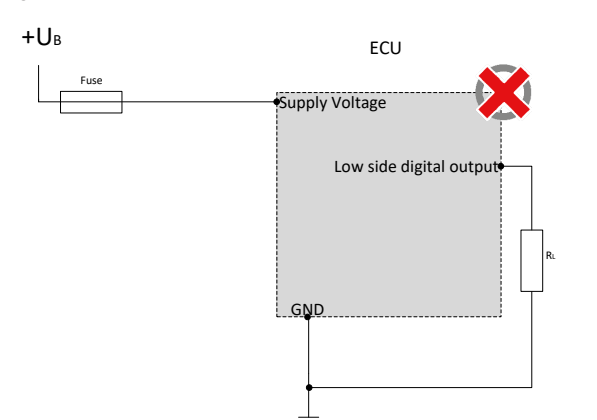 +UB
ECU
Fuse
Supply Voltage
Low side digital output
RL
GND